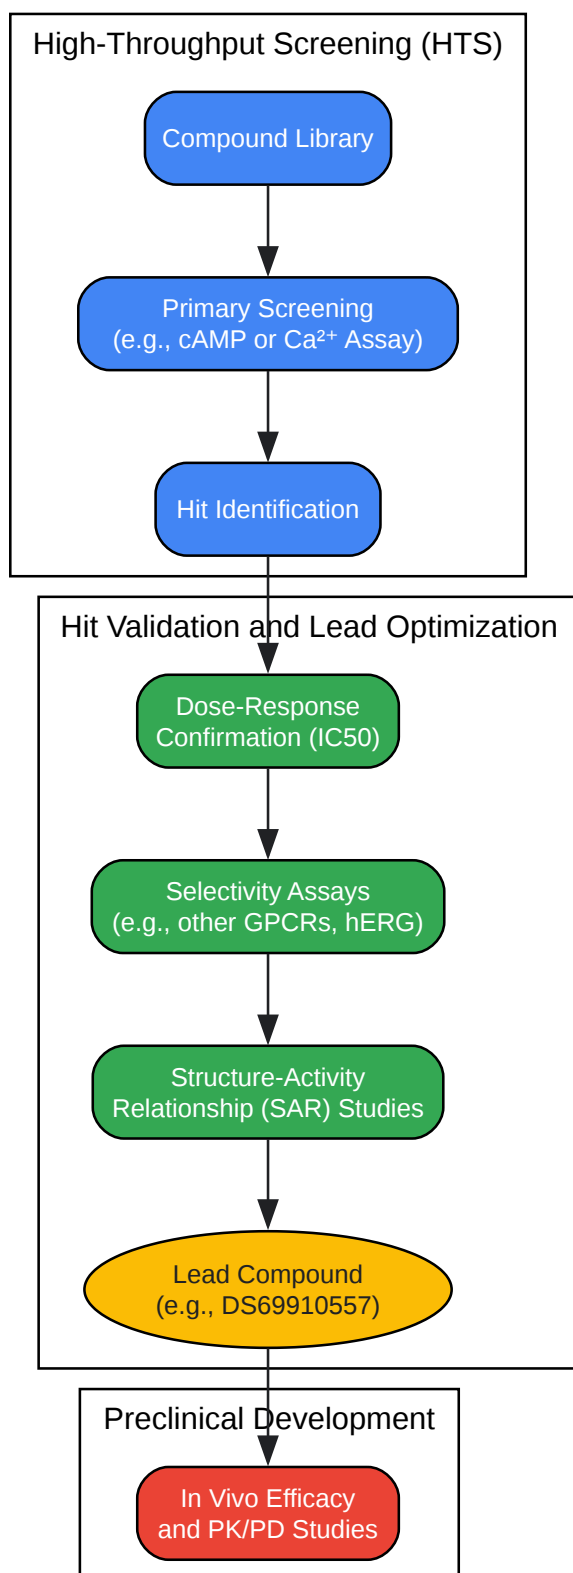 High-Throughput Screening (HTS)
Compound Library
Primary Screening
(e.g., cAMP or Ca²⁺ Assay)
Hit Identification
Hit Validation and Lead Optimization
Dose-Response
Confirmation (IC50)
Selectivity Assays
(e.g., other GPCRs, hERG)
Structure-Activity
Relationship (SAR) Studies
Lead Compound
(e.g., DS69910557)
Preclinical Development
In Vivo Efficacy
and PK/PD Studies